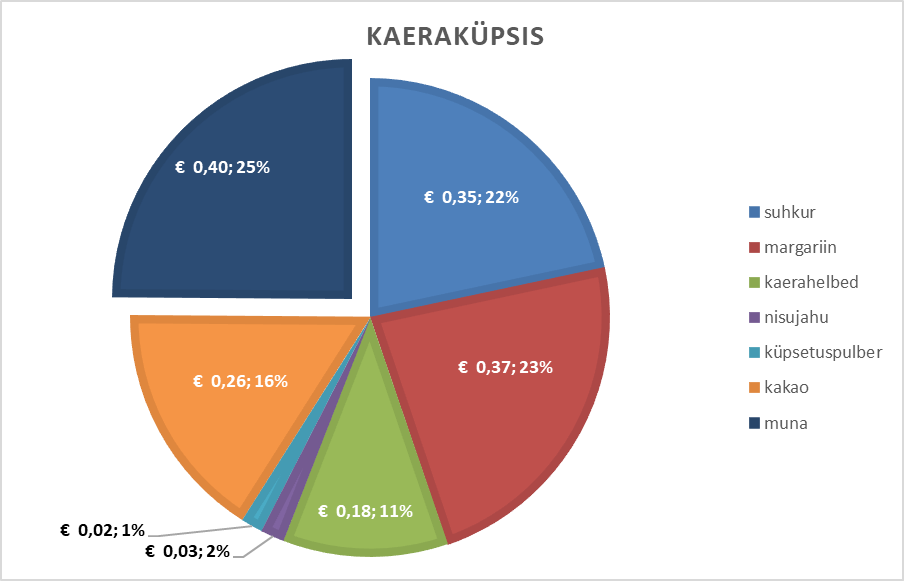 KAERAKÜPSIS
€ 0,40; 25%
€ 0,35; 22%
€ 0,37; 23%
€ 0,26; 16%
€ 0,18; 11%
€ 0,02; 1%
€ 0,03; 2%
suhkur
margariin
kaerahelbed
nisujahu
küpsetuspulber
kakao
muna